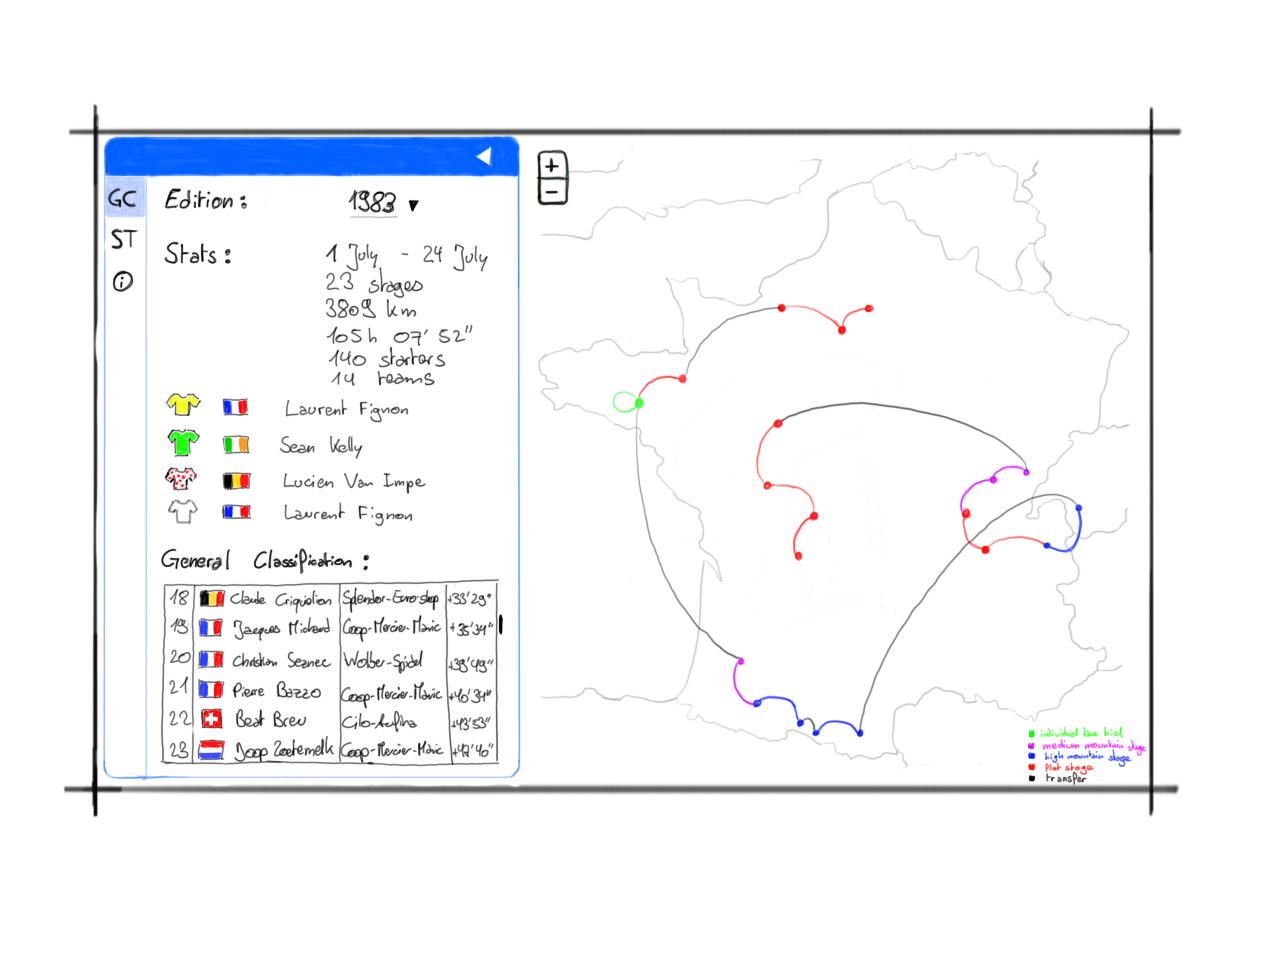 GC
ST
i
Edition : 1983 ▾
Stats : 1 July - 24 July
23 stages
3809 km
105h 07' 52"
140 starters
14 teams
Laurent Fignon
Sean Kelly
Lucien Van Impe
Laurent Fignon
General Classification :
18 Claude Criquielion Splendor-Euro-shop +33'29"
19 Jacques Michaud Coop-Mercier-Mavic +35'34"
20 Christian Seznec Wolber-Spidel +39'49"
21 Pierre Bazzo Coop-Mercier-Mavic +40'34"
22 Beat Breu Cilo-Aufina +43'53"
23 Joop Zoetemelk Coop-Mercier-Mavic
+
−
individual time trial
medium mountain stage
high mountain stage
flat stage
transfer